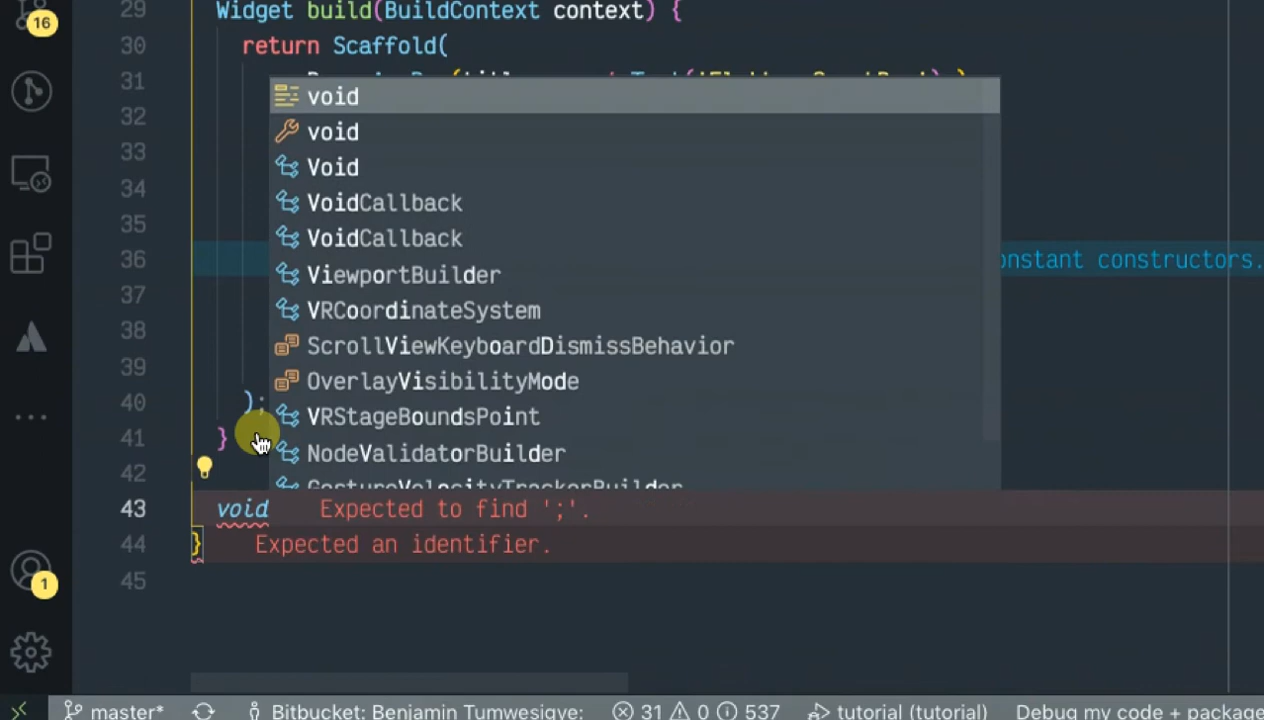 16
29 Widget build(BuildContext context) {
30 return Scaffold(
31
32 void
33 void
34 Void
35 VoidCallback
36 VoidCallback onstant constructors.
37 ViewportBuilder
38 VRCoordinateSystem
39 ScrollViewKeyboardDismissBehavior
OverlayVisibilityMode
40 );
VRStageBoundsPoint
41 }
42 NodeValidatorBuilder
GestureVelocityTrackerBuilder
43 void Expected to find ';'.
44 } Expected an identifier.
45
1
master* Bitbucket: Benjamin Tumwesigye: 31 0 537 tutorial (tutorial) Debug my code + package